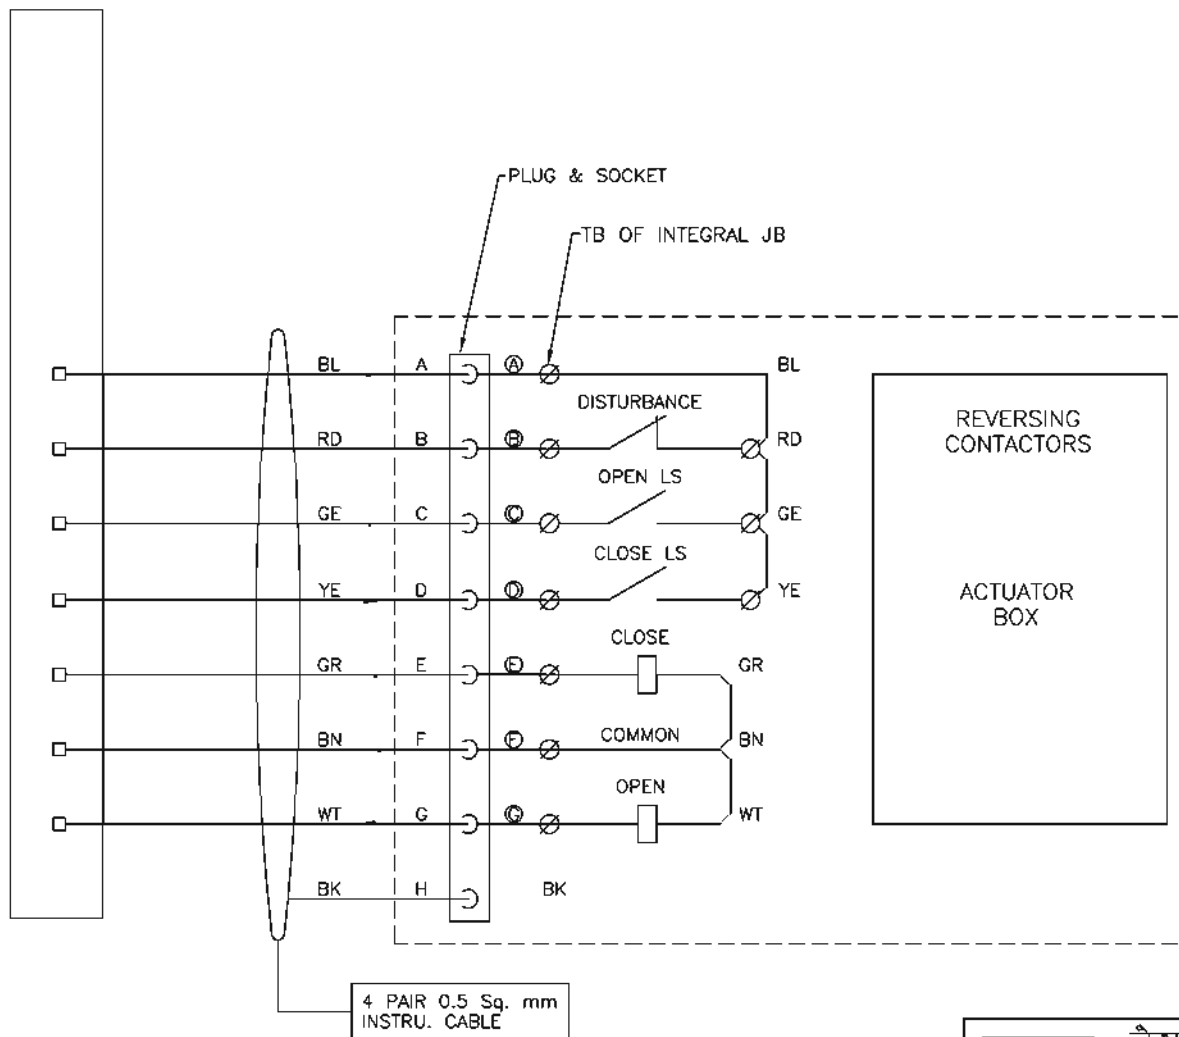 PLUG & SOCKET
TB OF INTEGRAL JB
BL A A BL
DISTURBANCE
RD B B RD
OPEN LS
GE C C GE
CLOSE LS
YE D D YE
CLOSE
GR E E GR
BN F F COMMON BN
OPEN
WT G G WT
BK H BK
REVERSING
CONTACTORS
ACTUATOR
BOX
4 PAIR 0.5 Sq. mm
INSTRU. CABLE